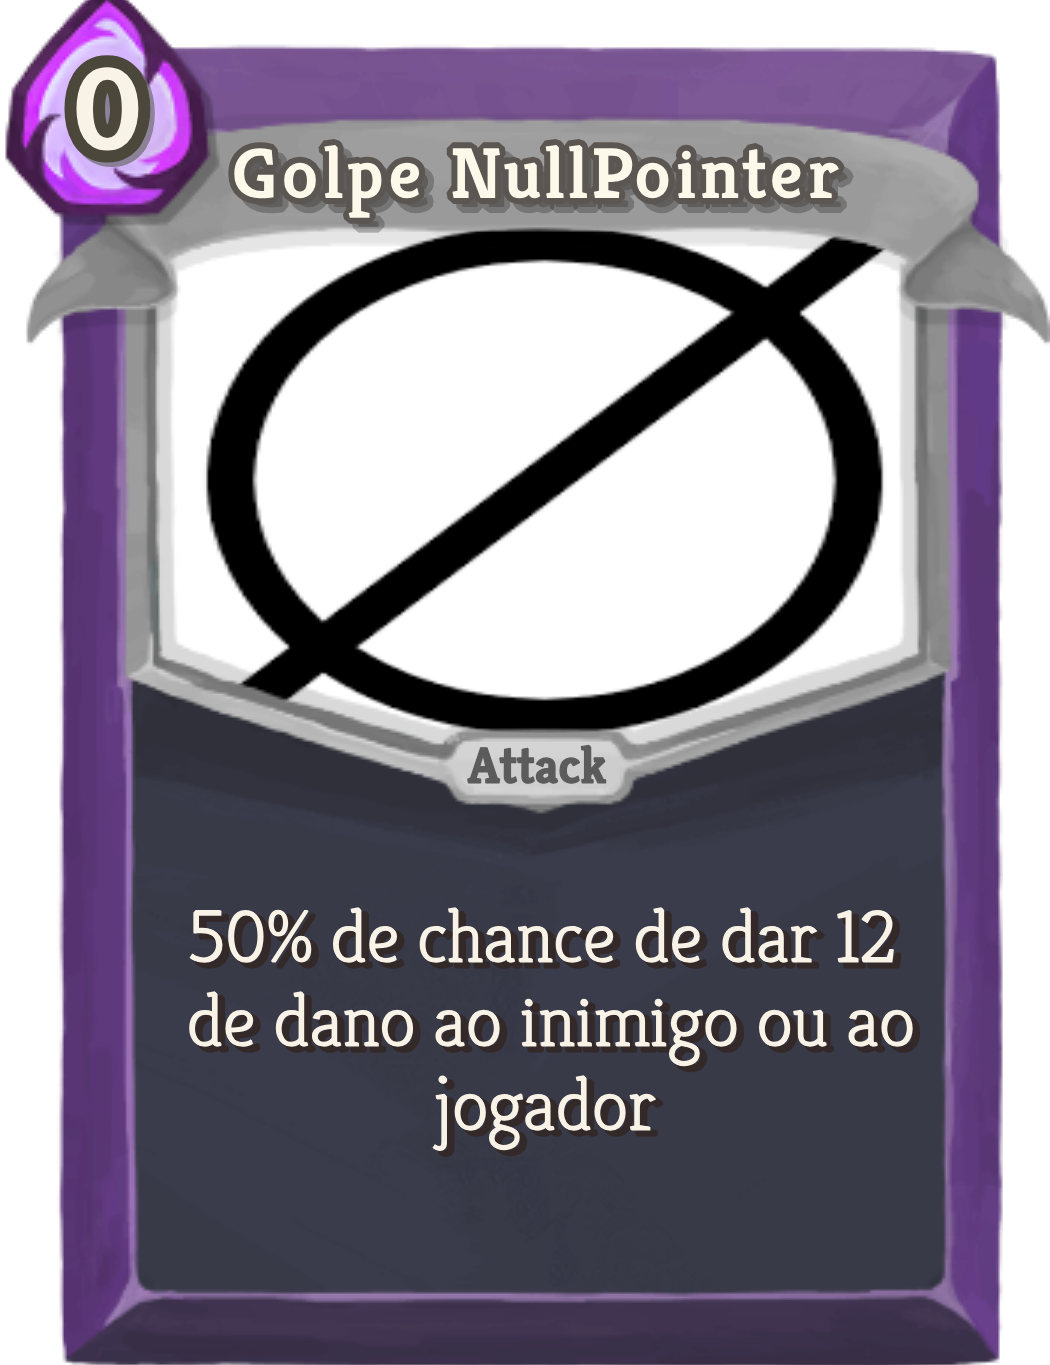 0
Golpe NullPointer
Attack
50% de chance de dar 12
de dano ao inimigo ou ao
jogador